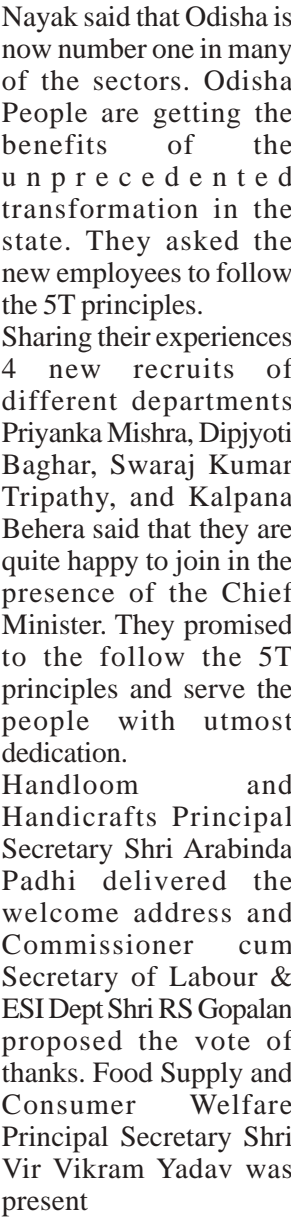 Nayak said that Odisha is
now number one in many
of the sectors. Odisha
People are getting the
benefits of the
unprecedented
transformation in the
state. They asked the
new employees to follow
the 5T principles.
Sharing their experiences
4 new recruits of
different departments
Priyanka Mishra, Dipjyoti
Baghar, Swaraj Kumar
Tripathy, and Kalpana
Behera said that they are
quite happy to join in the
presence of the Chief
Minister. They promised
to the follow the 5T
principles and serve the
people with utmost
dedication.
Handloom and
Handicrafts Principal
Secretary Shri Arabinda
Padhi delivered the
welcome address and
Commissioner cum
Secretary of Labour &
ESI Dept Shri RS Gopalan
proposed the vote of
thanks. Food Supply and
Consumer Welfare
Principal Secretary Shri
Vir Vikram Yadav was
present